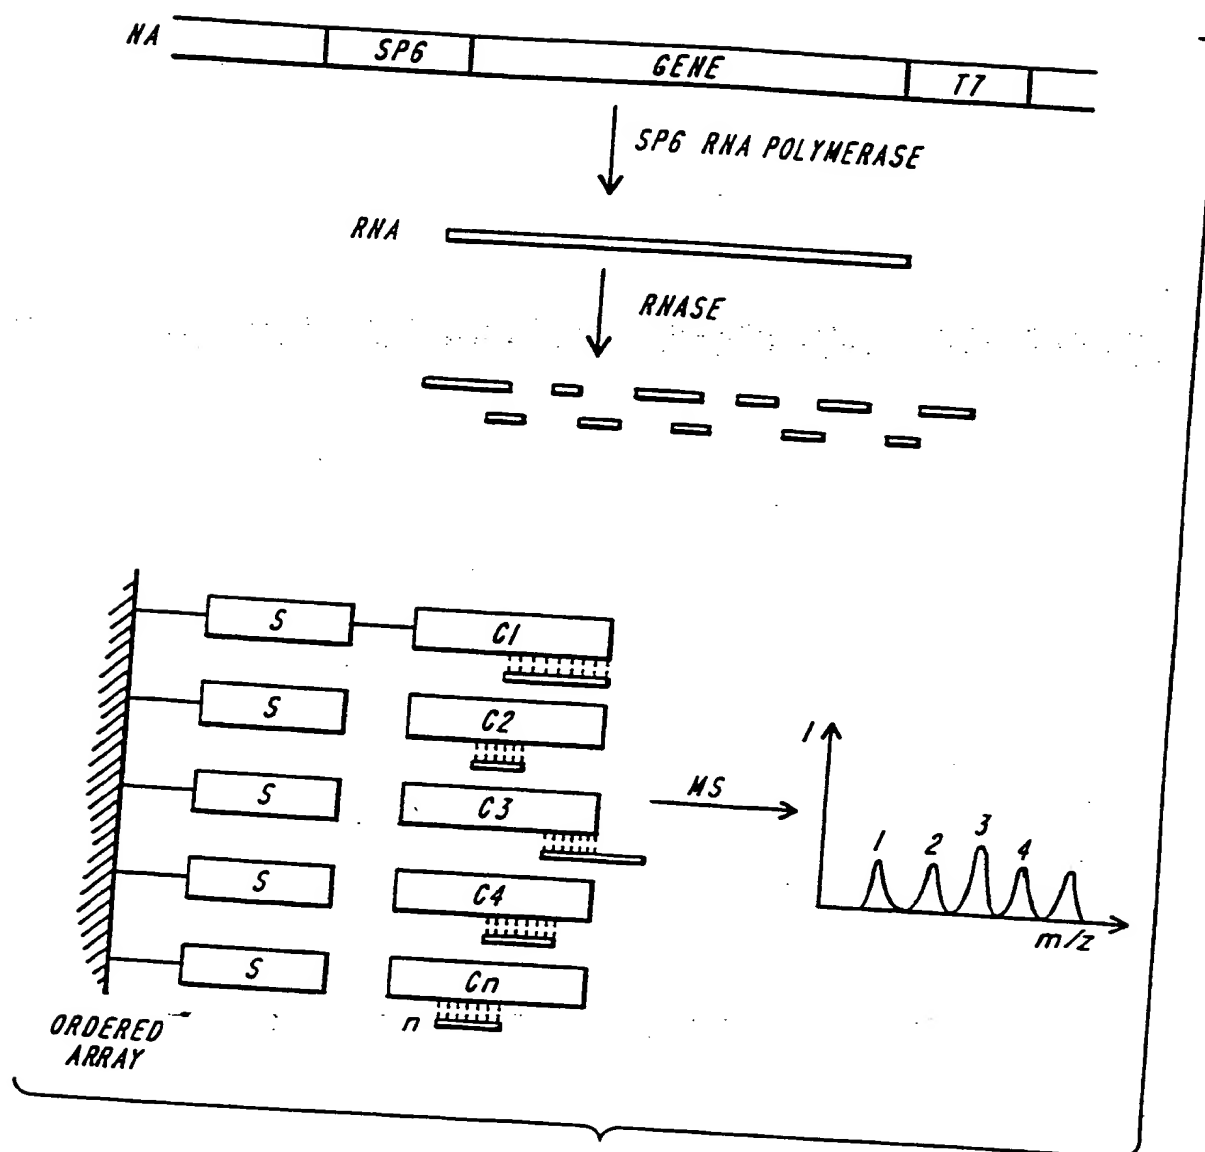 NA
SP6
GENE
T7
SP6 RNA POLYMERASE
RNA
RNASE
S
C1
S
C2
S
C3
S
C4
S
Cn
n
ORDERED
ARRAY
MS
I
1
2
3
4
m/z